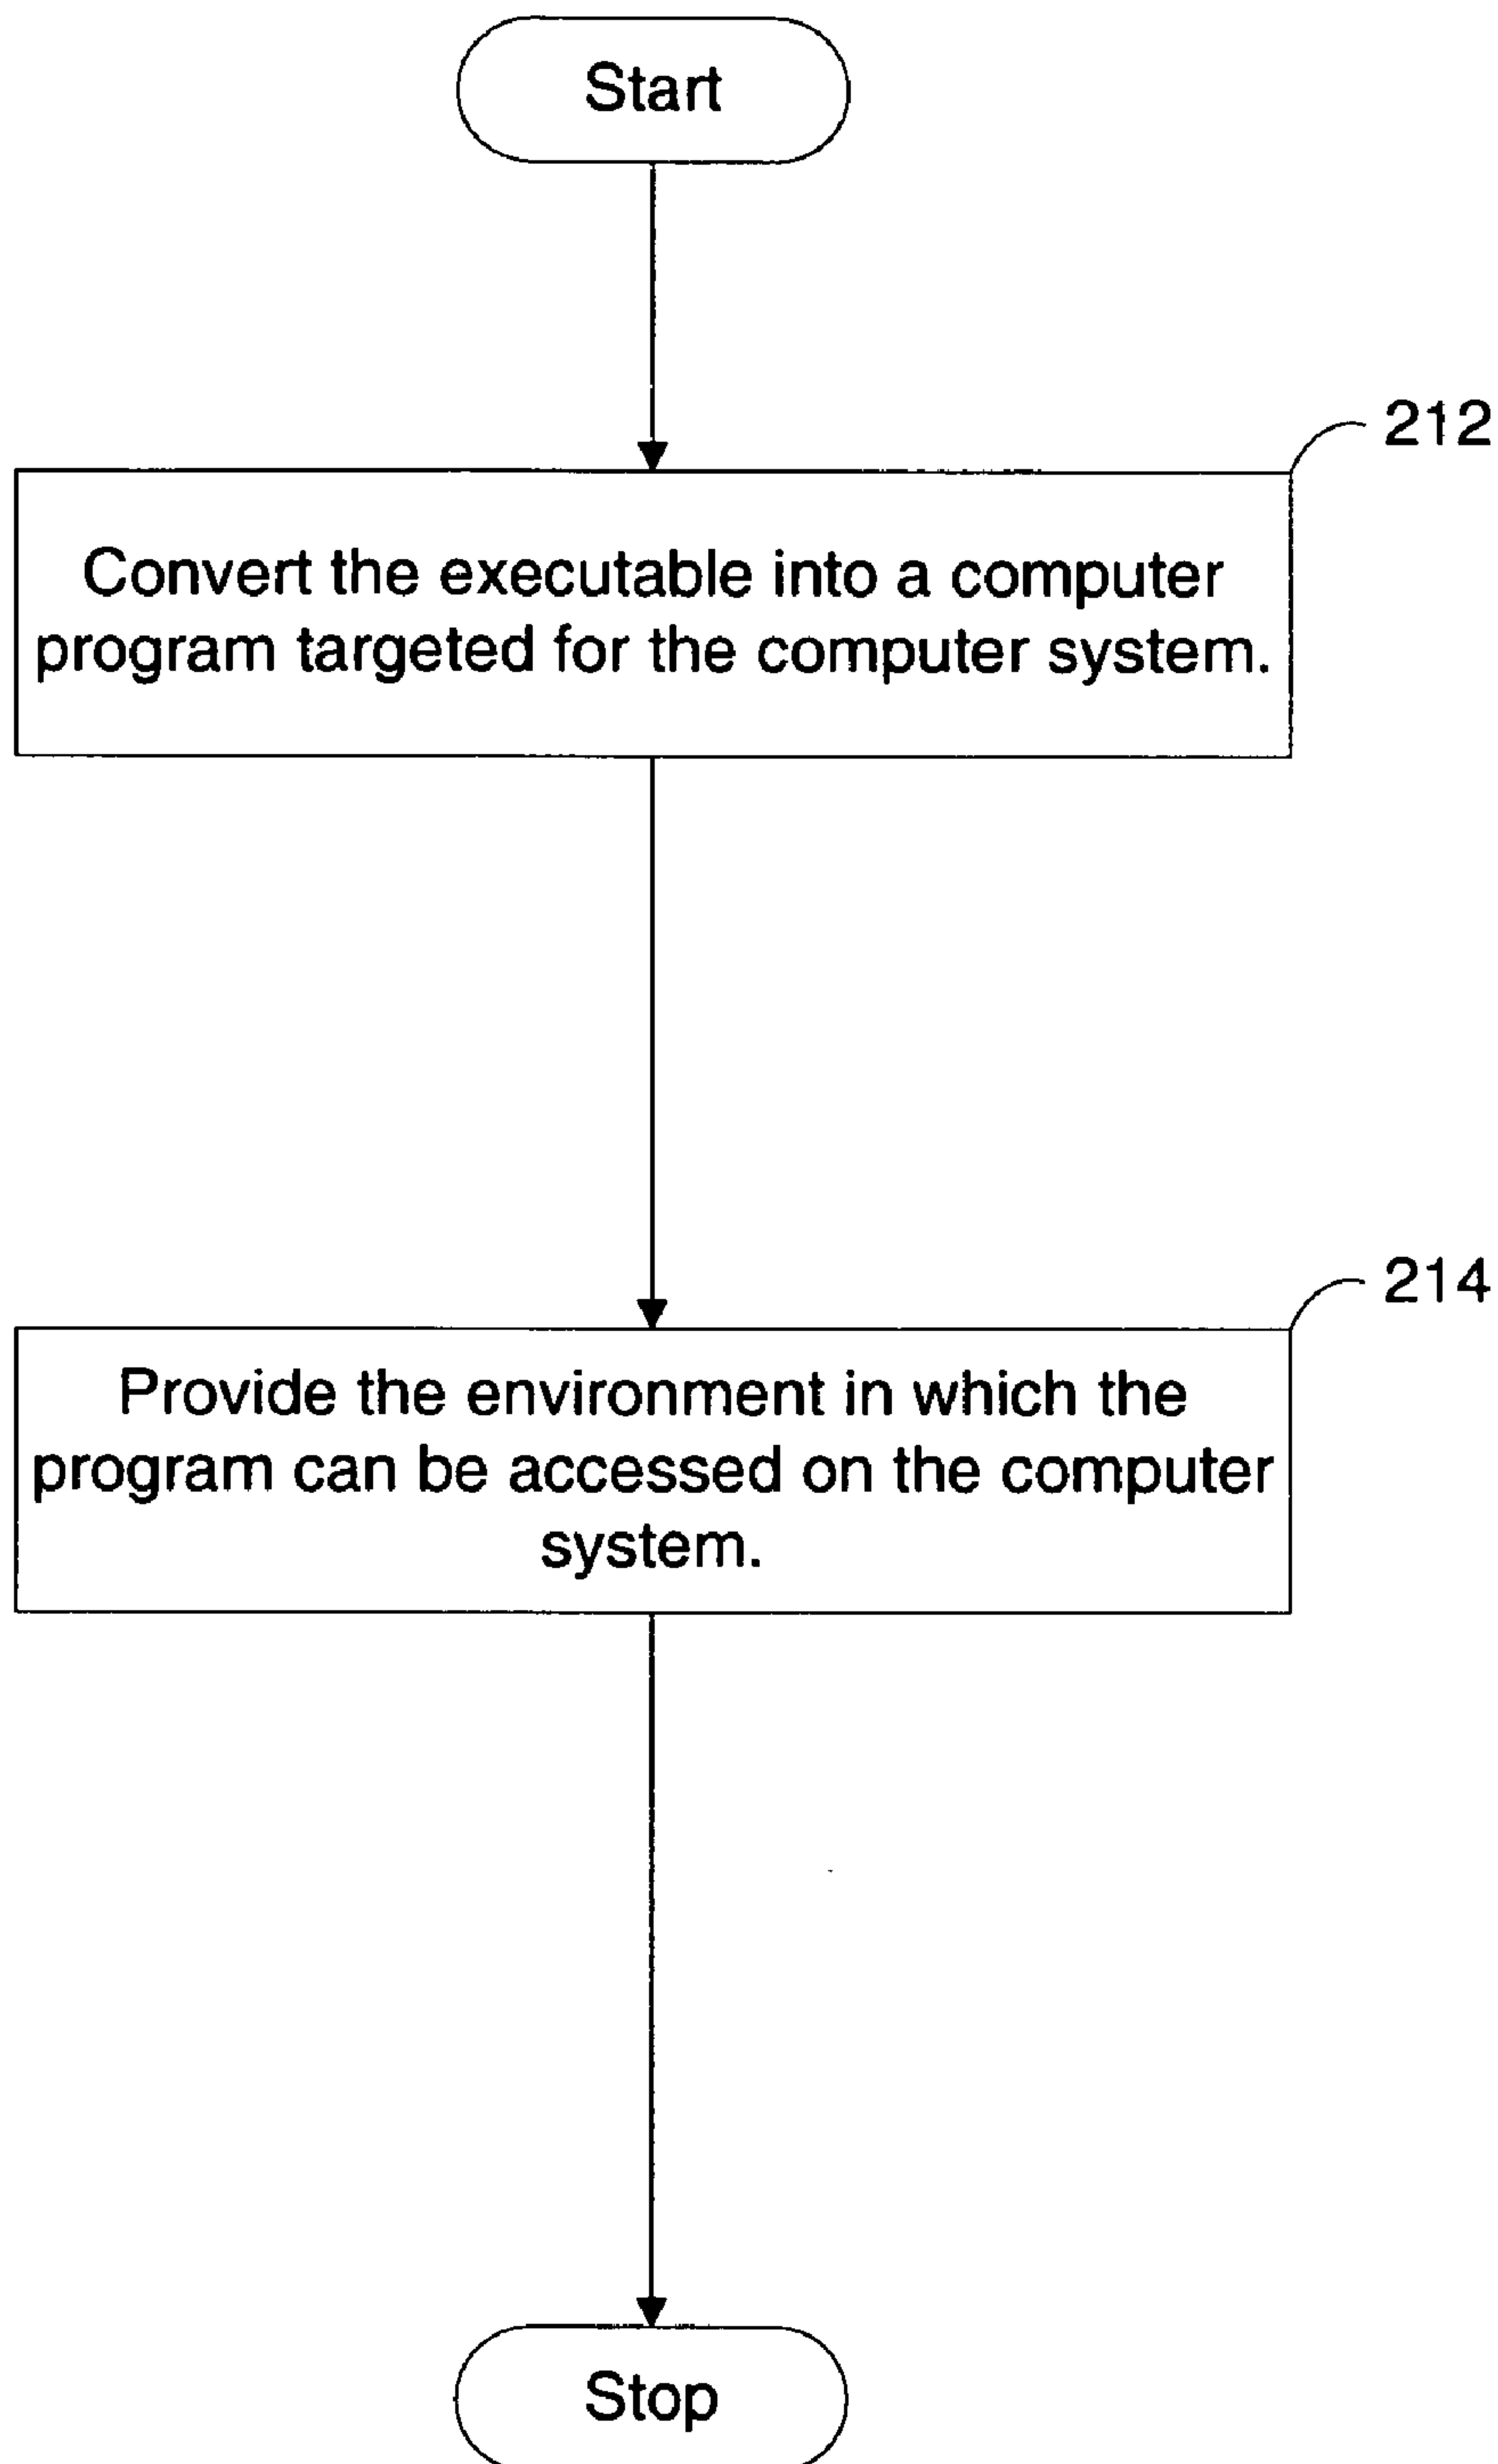 Start
212
Convert the executable into a computer
program targeted for the computer system.
214
Provide the environment in which the
program can be accessed on the computer
system.
Stop